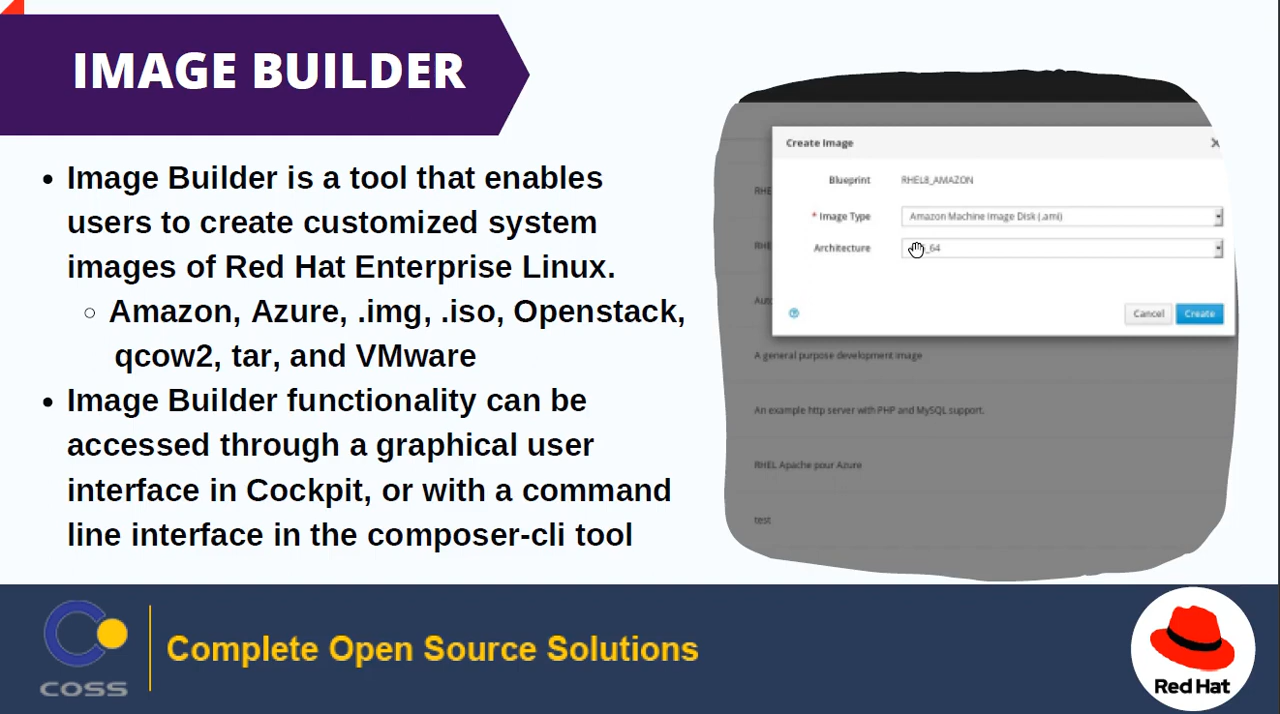 IMAGE BUILDER
• Image Builder is a tool that enables
users to create customized system
images of Red Hat Enterprise Linux.
○ Amazon, Azure, .img, .iso, Openstack,
qcow2, tar, and VMware
• Image Builder functionality can be
accessed through a graphical user
interface in Cockpit, or with a command
line interface in the composer-cli tool
Create Image
Blueprint RHEL8_AMAZON
* Image Type Amazon Machine Image Disk (.ami)
Architecture
Cancel Create
A general purpose development image
An example http server with PHP and MySQL support.
RHEL Apache pour Azure
test
COSS
Complete Open Source Solutions
Red Hat